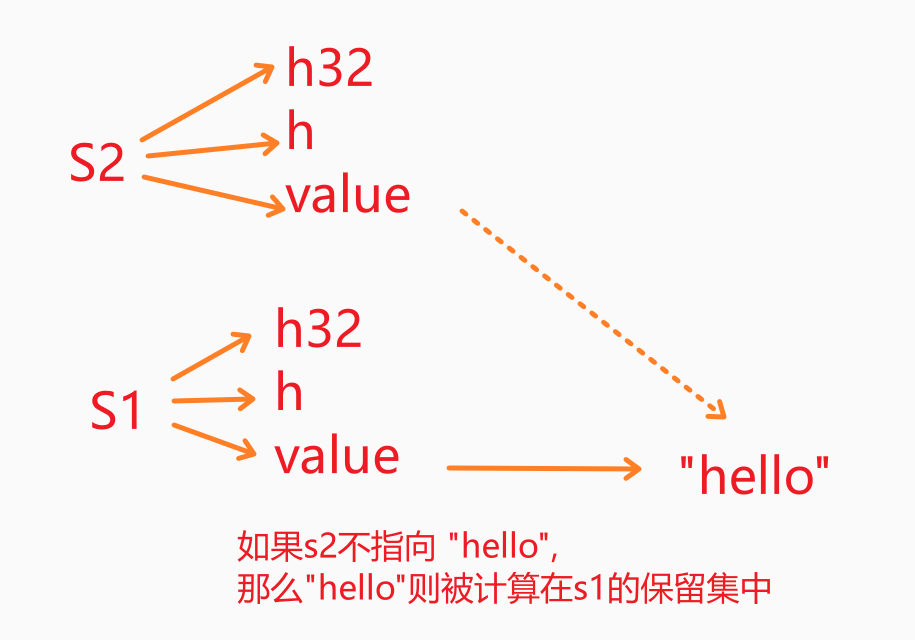 S2
h32
h
value
S1
h32
h
value
"hello"
如果s2不指向 "hello",
那么"hello"则被计算在s1的保留集中